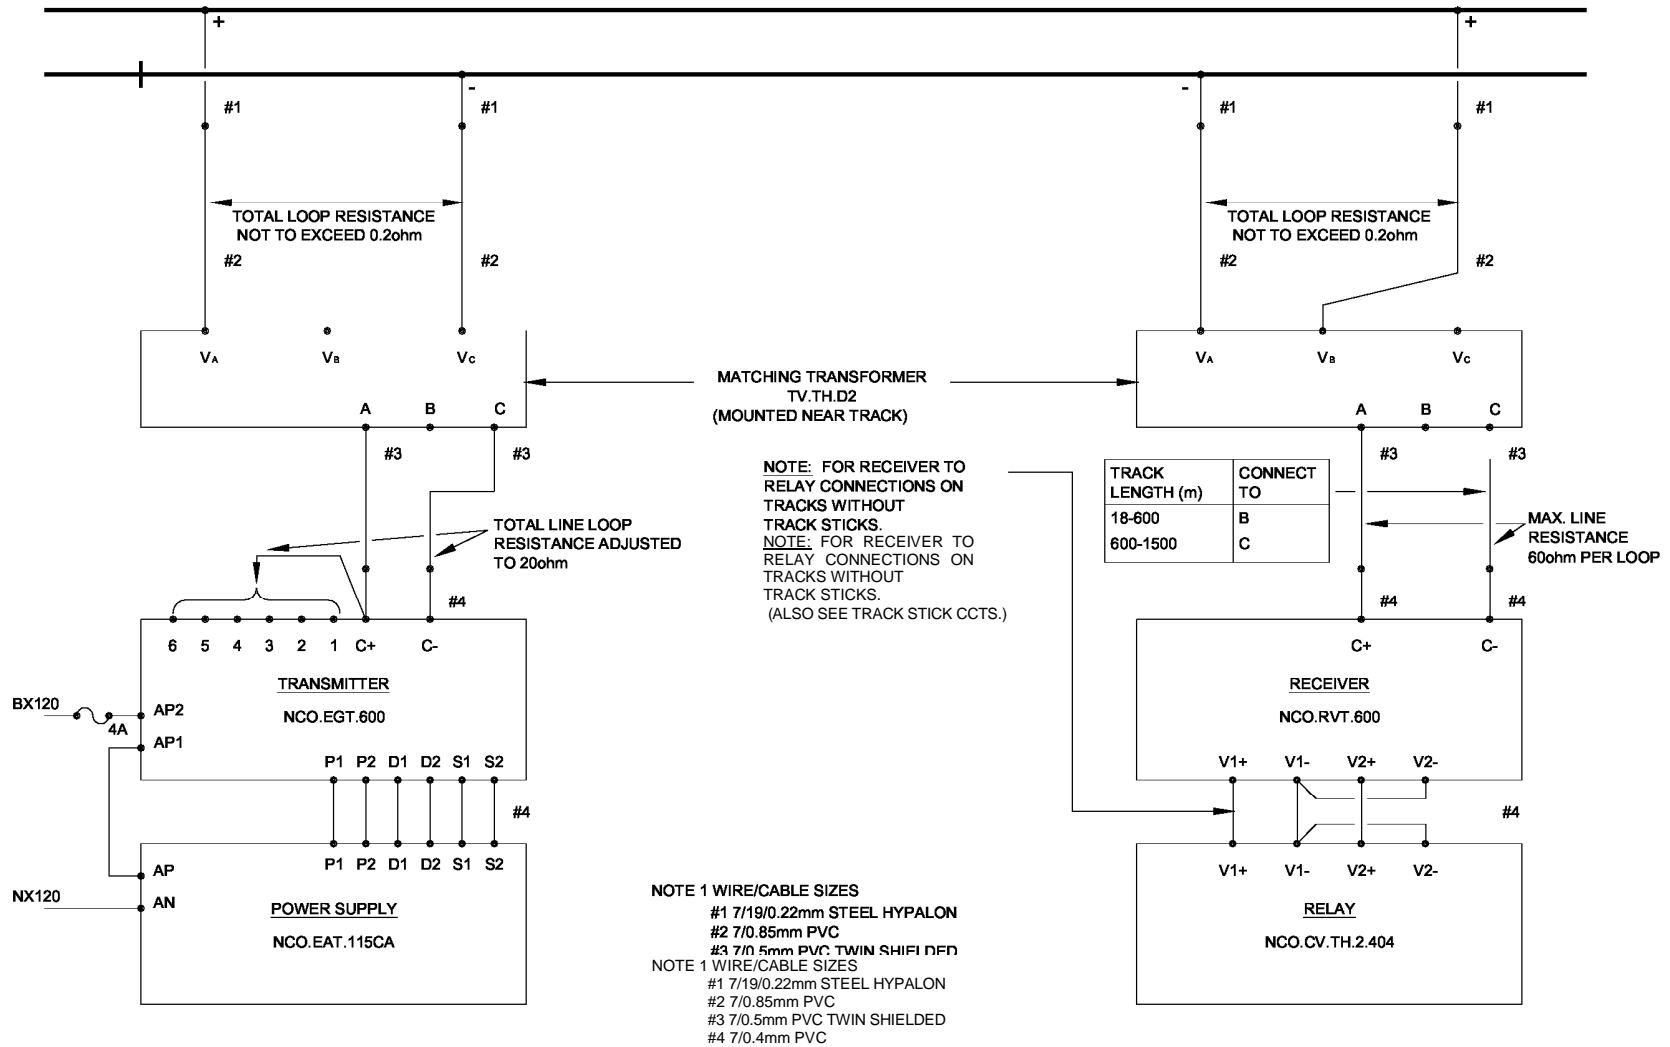 +
+
-
-
#1
#1
#1
#1
TOTAL LOOP RESISTANCE
NOT TO EXCEED 0.2ohm
TOTAL LOOP RESISTANCE
NOT TO EXCEED 0.2ohm
#2
#2
#2
#2
VA
VB
VC
VA
VB
VC
MATCHING TRANSFORMER
TV.TH.D2
(MOUNTED NEAR TRACK)
A
B
C
A
B
C
#3
#3
#3
#3
NOTE: FOR RECEIVER TO
RELAY CONNECTIONS ON
TRACKS WITHOUT
TRACK STICKS.
NOTE: FOR RECEIVER TO
RELAY CONNECTIONS ON
TRACKS WITHOUT
TRACK STICKS.
(ALSO SEE TRACK STICK CCTS.)
TRACK
LENGTH (m)
CONNECT
TO
18-600
B
600-1500
C
TOTAL LINE LOOP
RESISTANCE ADJUSTED
TO 20ohm
MAX. LINE
RESISTANCE
60ohm PER LOOP
#4
#4
#4
6
5
4
3
2
1
C+
C-
TRANSMITTER
NCO.EGT.600
BX120
4A
AP2
AP1
P1
P2
D1
D2
S1
S2
#4
C+
C-
RECEIVER
NCO.RVT.600
V1+
V1-
V2+
V2-
#4
P1
P2
D1
D2
S1
S2
AP
NX120
AN
POWER SUPPLY
NCO.EAT.115CA
V1+
V1-
V2+
V2-
RELAY
NCO.CV.TH.2.404
NOTE 1 WIRE/CABLE SIZES
#1 7/19/0.22mm STEEL HYPALON
#2 7/0.85mm PVC
#3 7/0.5mm PVC TWIN SHIELDED
NOTE 1 WIRE/CABLE SIZES
#1 7/19/0.22mm STEEL HYPALON
#2 7/0.85mm PVC
#3 7/0.5mm PVC TWIN SHIELDED
#4 7/0.4mm PVC